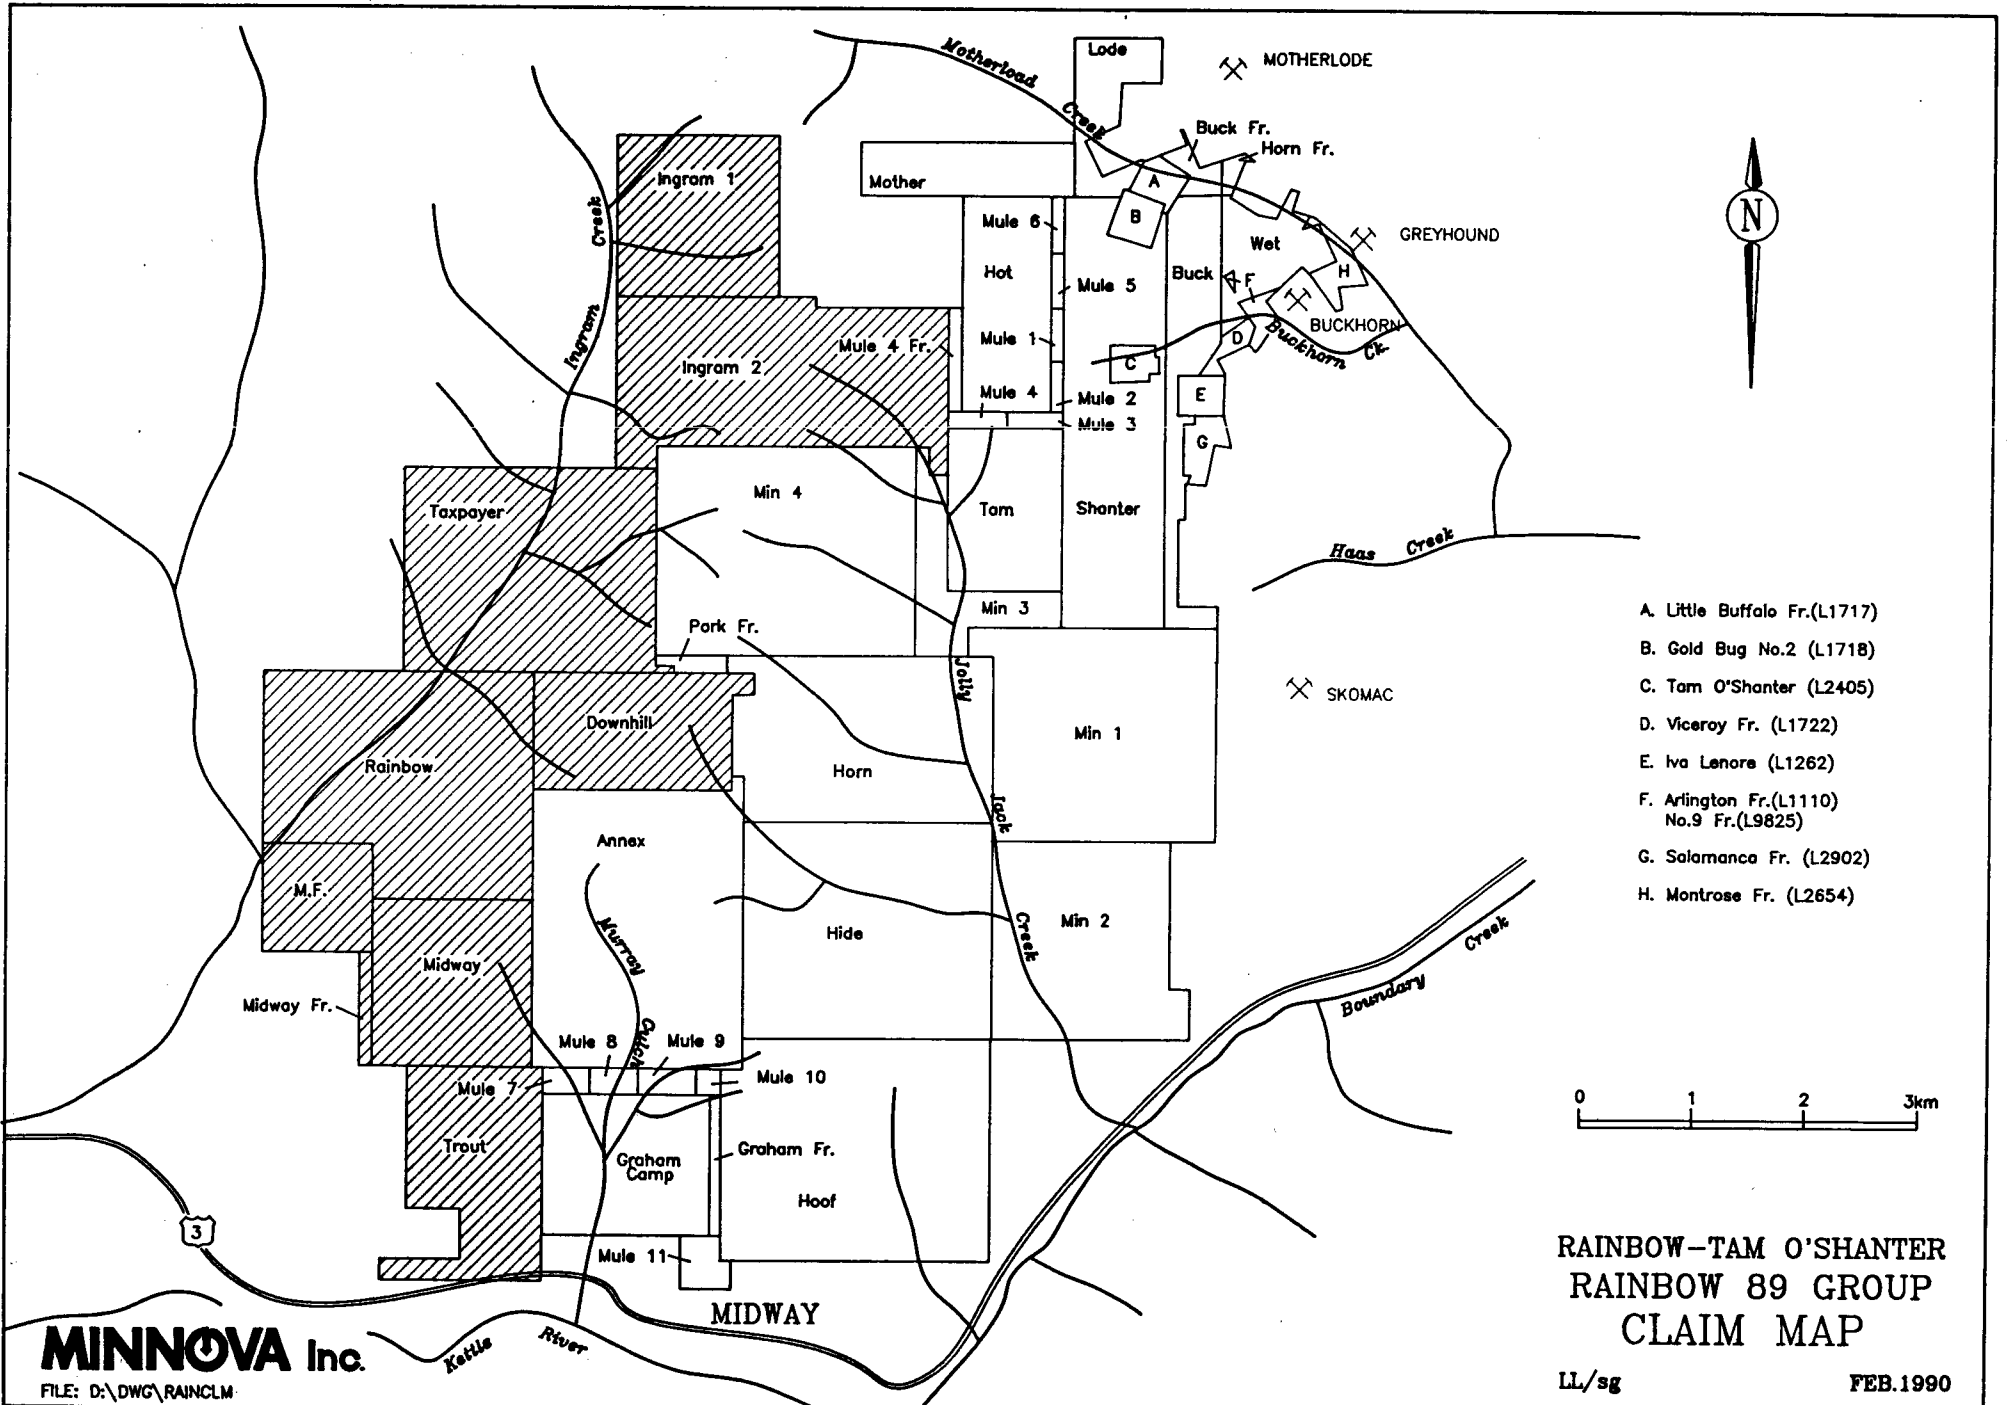 Lode
MOTHERLODE
Motherload Creek
Buck Fr.
Horn Fr.
Ingram 1
Mother
A
B
Mule 6
Wet
GREYHOUND
Creek
Ingram
Hot
Mule 5
Buck
F
H
Mule 4 Fr.
Mule 1
BUCKHORN
Buckhorn Ck.
D
Ingram 2
C
Mule 4
Mule 2
E
Mule 3
G
Min 4
Taxpayer
Tam
Shanter
Haas Creek
Min 3
Park Fr.
Jolly
Jack
Creek
SKOMAC
Downhill
Min 1
Rainbow
Horn
Annex
M.F.
Murray
Gulch
Hide
Min 2
Midway
Midway Fr.
Boundary Creek
Mule 8
Mule 9
Mule 7
Mule 10
Trout
Graham
Camp
Graham Fr.
Hoof
3
Mule 11
MIDWAY
Kettle River
N
A. Little Buffalo Fr.(L1717)
B. Gold Bug No.2 (L1718)
C. Tam O'Shanter (L2405)
D. Viceroy Fr. (L1722)
E. Iva Lenore (L1262)
F. Arlington Fr.(L1110)
No.9 Fr.(L9825)
G. Salamanca Fr. (L2902)
H. Montrose Fr. (L2654)
0 1 2 3km
RAINBOW-TAM O'SHANTER
RAINBOW 89 GROUP
CLAIM MAP
LL/sg FEB.1990
MINNOVA Inc.
FILE: D:\DWG\RAINCLM